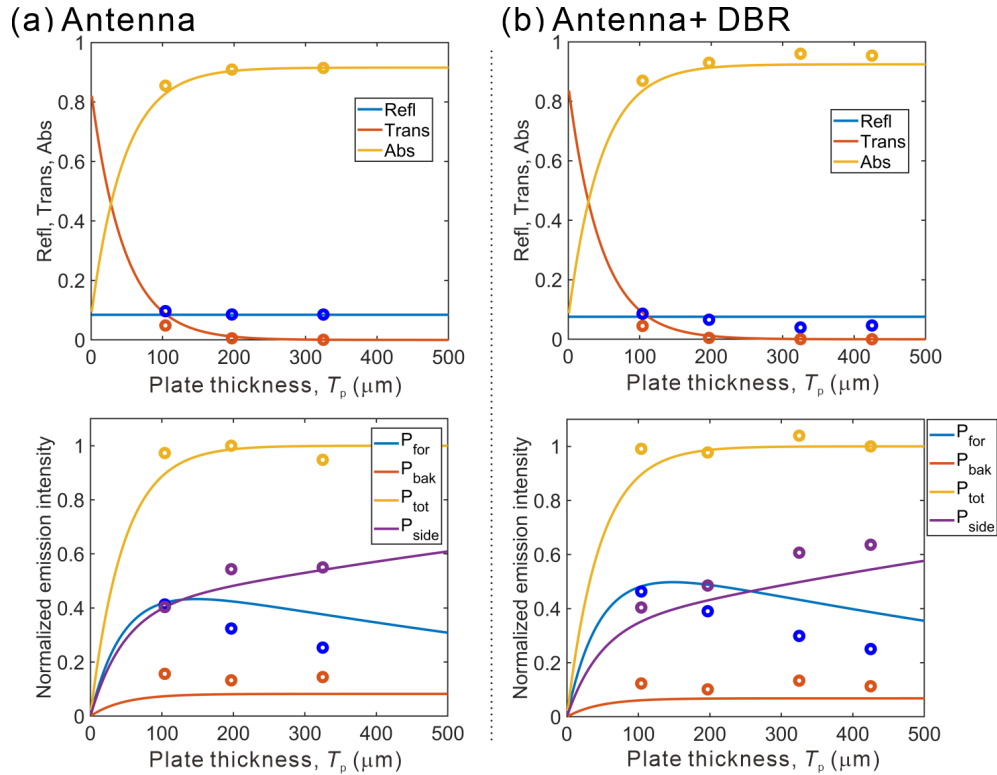 (a) Antenna
(b) Antenna+ DBR
Refl, Trans, Abs
1
0.8
0.6
0.4
0.2
0
0 100 200 300 400 500
Plate thickness, Tp (μm)
Refl
Trans
Abs
Refl, Trans, Abs
1
0.8
0.6
0.4
0.2
0
0 100 200 300 400 500
Plate thickness, Tp (μm)
Refl
Trans
Abs
Normalized emission intensity
1
0.8
0.6
0.4
0.2
0
0 100 200 300 400 500
Plate thickness, Tp (μm)
Pfor
Pbak
Ptot
Pside
Normalized emission intensity
1
0.8
0.6
0.4
0.2
0
0 100 200 300 400 500
Plate thickness, Tp (μm)
Pfor
Pbak
Ptot
Pside